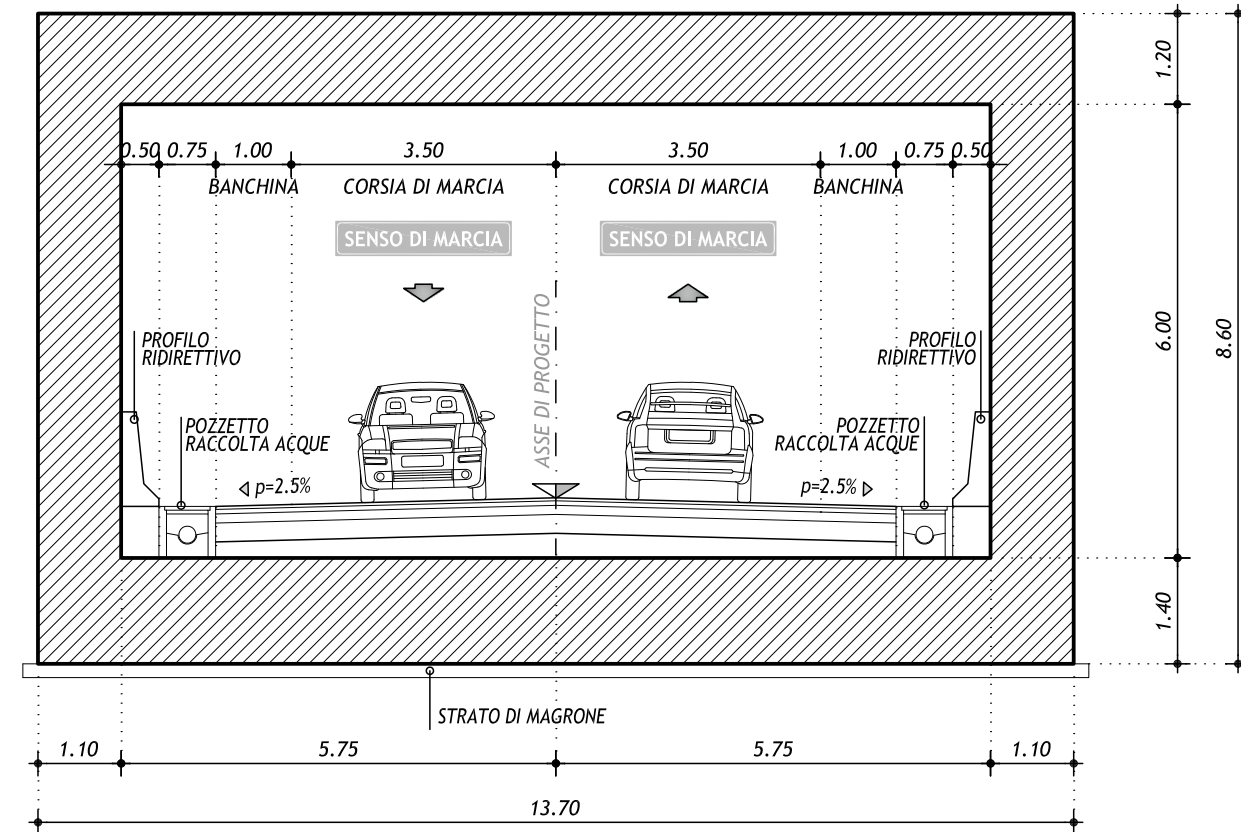 1.20
0.50 0.75 1.00 3.50 3.50 1.00 0.75 0.50
BANCHINA CORSIA DI MARCIA CORSIA DI MARCIA BANCHINA
SENSO DI MARCIA SENSO DI MARCIA
ASSE DI PROGETTO
6.00
8.60
PROFILO
RIDIRETTIVO
PROFILO
RIDIRETTIVO
POZZETTO
RACCOLTA ACQUE
POZZETTO
RACCOLTA ACQUE
p=2.5% p=2.5%
1.40
STRATO DI MAGRONE
1.10 5.75 5.75 1.10
13.70